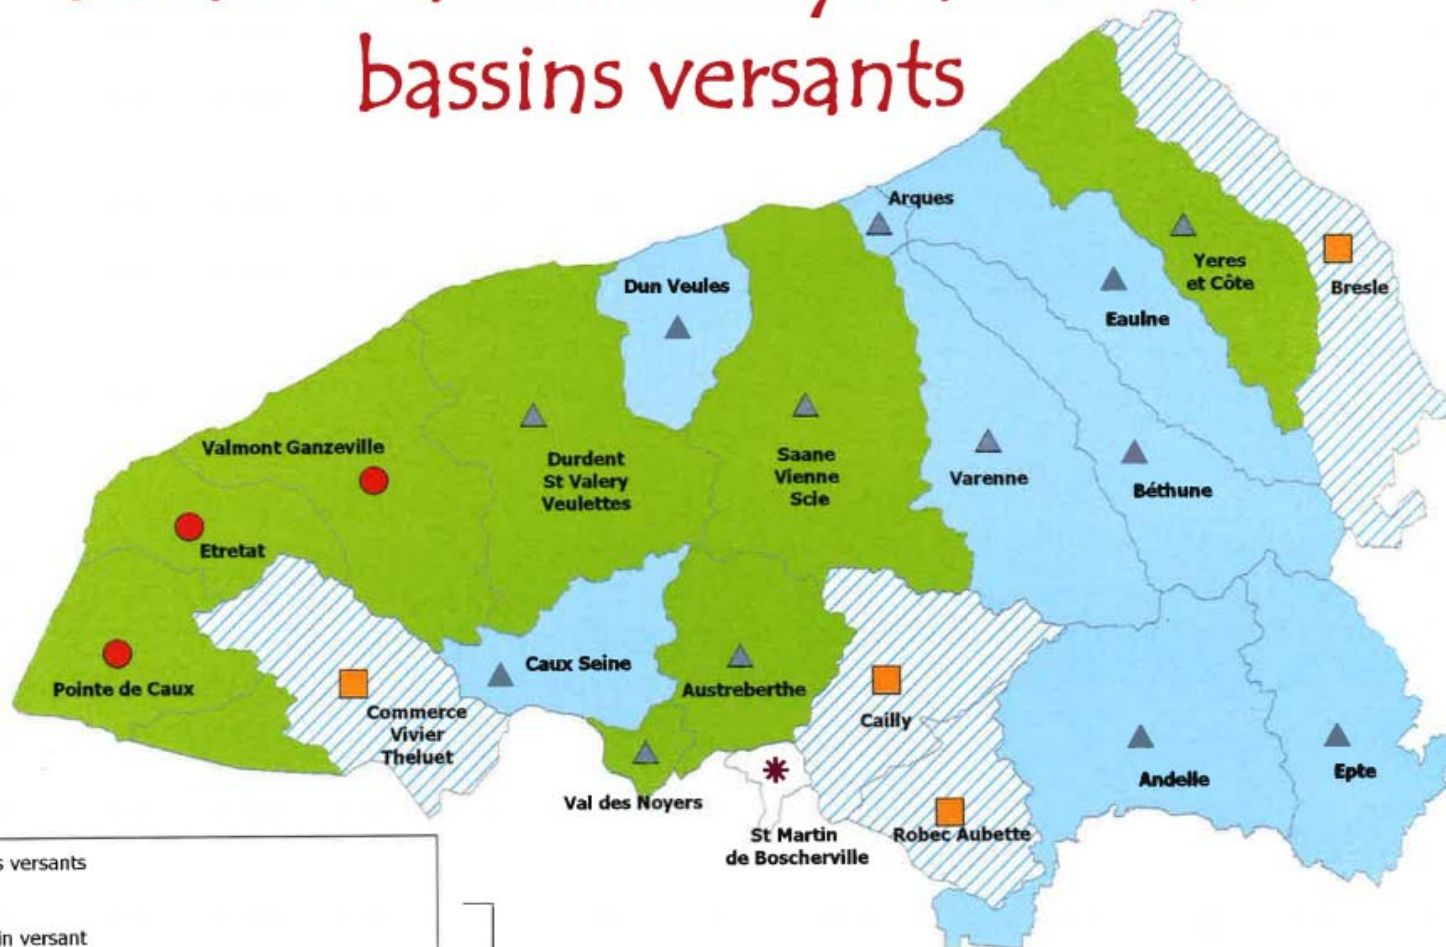 bassins versants
Arques
Yeres
et Côte
Bresle
Dun Veules
Eaulne
Valmont Ganzeville
Durdent
St Valery
Veulettes
Saane
Vienne
Scie
Varenne
Béthune
Etretat
Pointe de Caux
Commerce
Vivier
Theluet
Caux Seine
Austreberthe
Cailly
Val des Noyers
St Martin
de Boscherville
Robec Aubette
Andelle
Epte
versants
versant